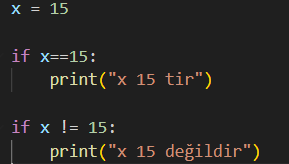 x = 15
if x==15:
    print("x 15 tir")
if x != 15:
    print("x 15 değildir")